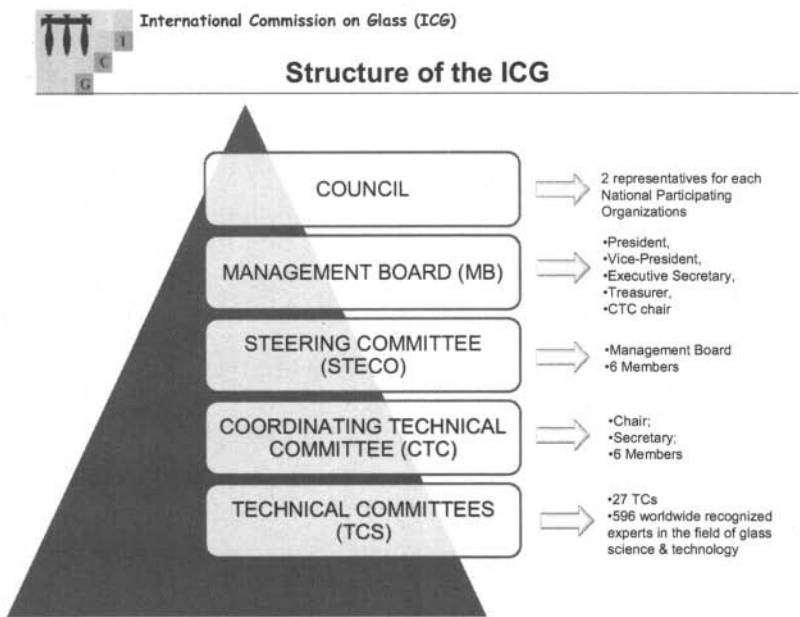 International Commission on Glass (ICG)
I
C
G
Structure of the ICG
COUNCIL
2 representatives for each
National Participating
Organizations
MANAGEMENT BOARD (MB)
•President,
•Vice-President,
•Executive Secretary,
•Treasurer,
•CTC chair
STEERING COMMITTEE
(STECO)
•Management Board
•6 Members
COORDINATING TECHNICAL
COMMITTEE (CTC)
•Chair;
•Secretary;
•6 Members
TECHNICAL COMMITTEES
(TCS)
•27 TCs
•596 worldwide recognized
experts in the field of glass
science & technology